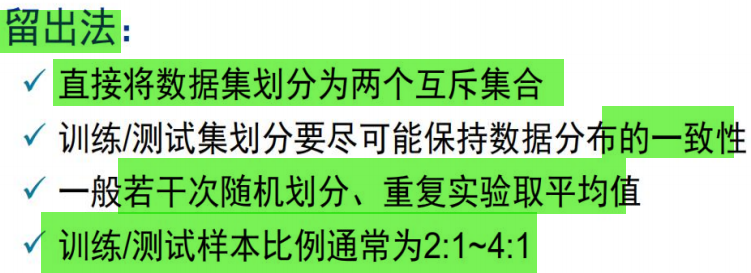 留出法:
✓ 直接将数据集划分为两个互斥集合
✓ 训练/测试集划分要尽可能保持数据分布的一致性
✓ 一般若干次随机划分、重复实验取平均值
✓ 训练/测试样本比例通常为2:1~4:1